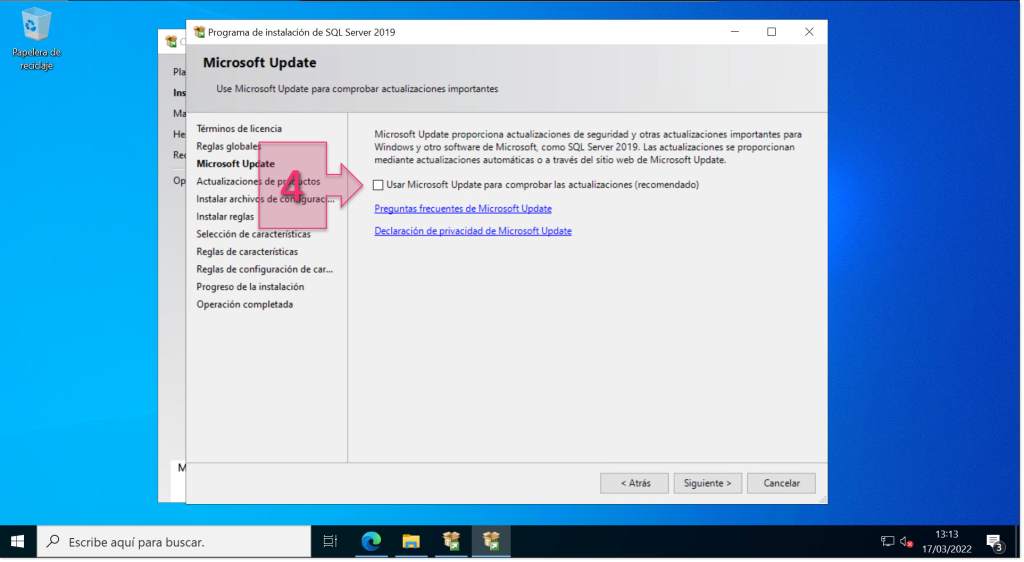 Papelera de
reciclaje
Programa de instalación de SQL Server 2019
Microsoft Update
Use Microsoft Update para comprobar actualizaciones importantes
Pla
Ins
Ma
He
Rec
Op
M
Términos de licencia
Reglas globales
Microsoft Update
Actualizaciones de productos
Instalar archivos de configuraci...
Instalar reglas
Selección de características
Reglas de características
Reglas de configuración de car...
Progreso de la instalación
Operación completada
4
Microsoft Update proporciona actualizaciones de seguridad y otras actualizaciones importantes para
Windows y otro software de Microsoft, como SQL Server 2019. Las actualizaciones se proporcionan
mediante actualizaciones automáticas o a través del sitio web de Microsoft Update.
Usar Microsoft Update para comprobar las actualizaciones (recomendado)
Preguntas frecuentes de Microsoft Update
Declaración de privacidad de Microsoft Update
< Atrás
Siguiente >
Cancelar
Escribe aquí para buscar.
13:13
17/03/2022
3